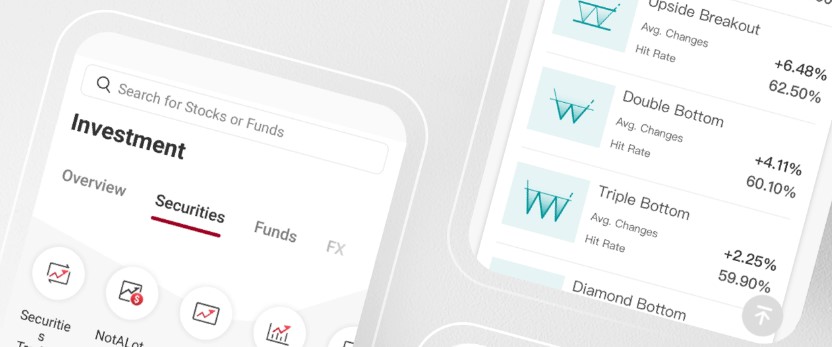 Search for Stocks or Funds
Investment
Overview
Securities
Funds
FX
Securitie
s
NotALot
Upside Breakout
Avg. Changes
+6.48%
Hit Rate
62.50%
Double Bottom
Avg. Changes
+4.11%
Hit Rate
60.10%
Triple Bottom
Avg. Changes
+2.25%
Hit Rate
59.90%
Diamond Bottom